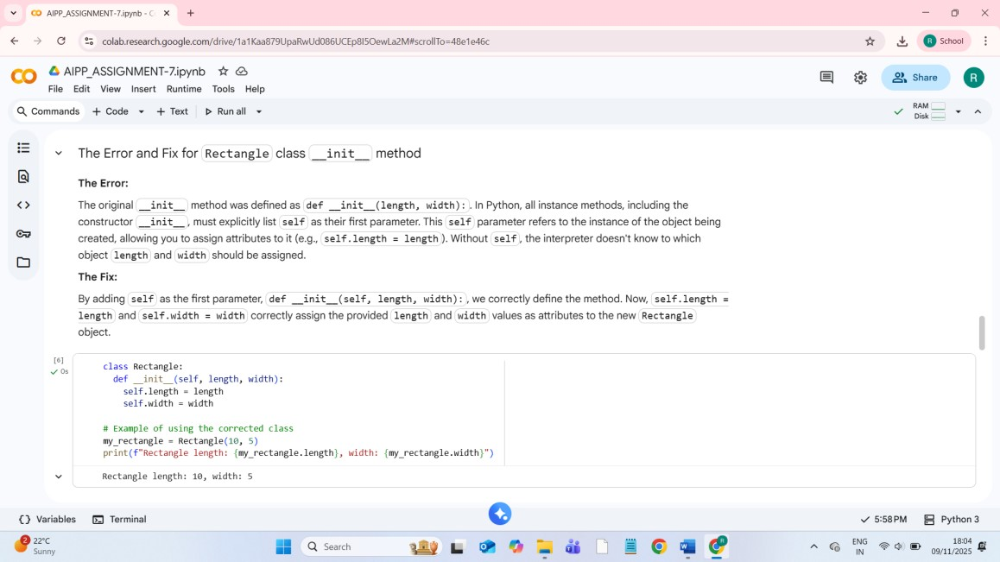 AIPP_ASSIGNMENT-7.ipynb - C
colab.research.google.com/drive/1a1Kaa879UpaRwUd086UCEp8I5OewLa2M#scrollTo=48e1e46c
R School
AIPP_ASSIGNMENT-7.ipynb
File Edit View Insert Runtime Tools Help
Share
R
Commands + Code + Text Run all
RAM
Disk
The Error and Fix for Rectangle class __init__ method
The Error:
The original __init__ method was defined as def __init__(length, width):. In Python, all instance methods, including the
constructor __init__, must explicitly list self as their first parameter. This self parameter refers to the instance of the object being
created, allowing you to assign attributes to it (e.g., self.length = length). Without self, the interpreter doesn't know to which
object length and width should be assigned.
The Fix:
By adding self as the first parameter, def __init__(self, length, width):, we correctly define the method. Now, self.length =
length and self.width = width correctly assign the provided length and width values as attributes to the new Rectangle
object.
[6]
0s
class Rectangle:
def __init__(self, length, width):
self.length = length
self.width = width
# Example of using the corrected class
my_rectangle = Rectangle(10, 5)
print(f"Rectangle length: {my_rectangle.length}, width: {my_rectangle.width}")
Rectangle length: 10, width: 5
Variables Terminal
5:58 PM Python 3
2
22°C
Sunny
Search
ENG
IN
18:04
09/11/2025